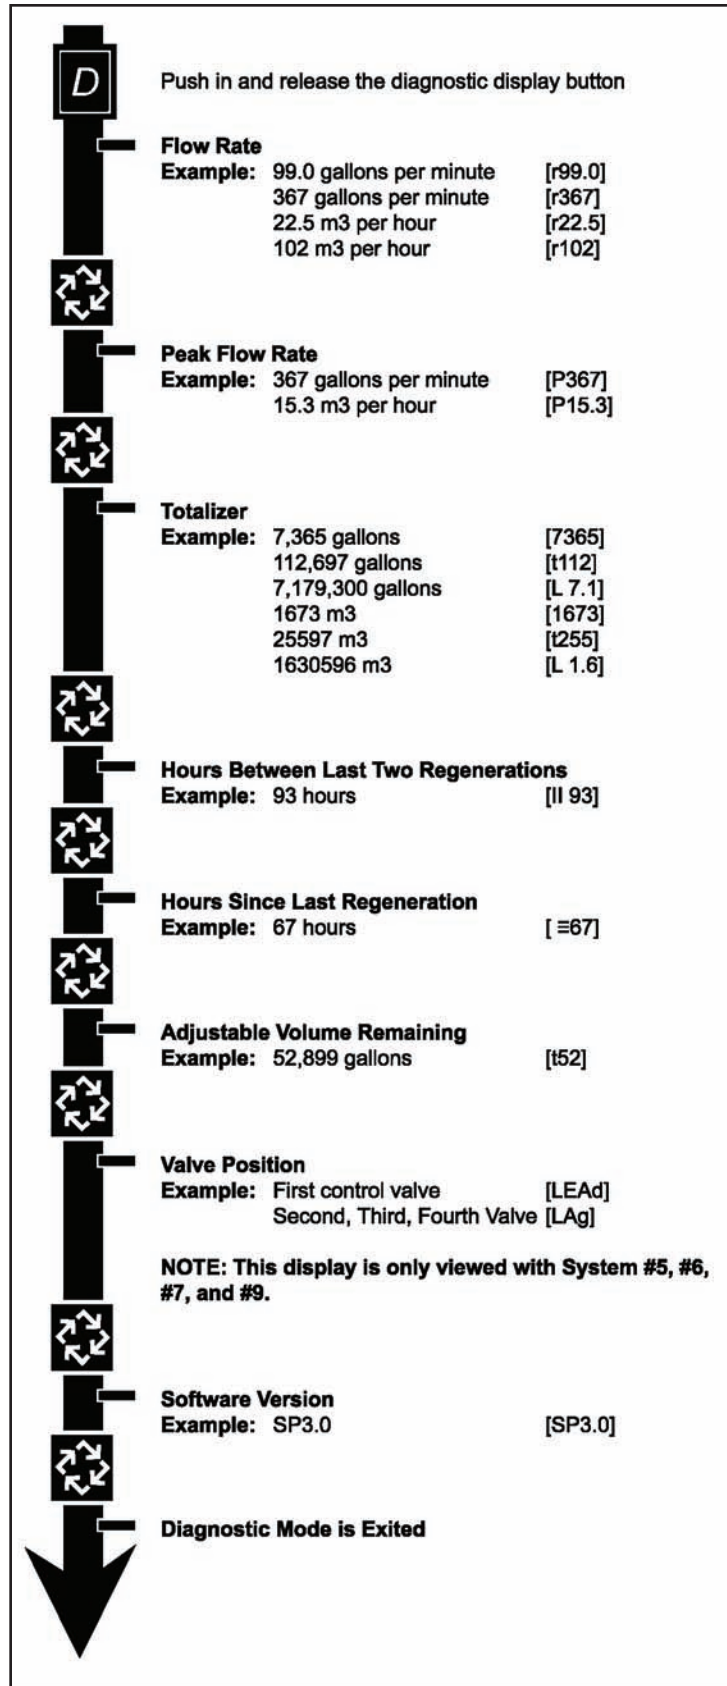 D
Push in and release the diagnostic display button
Flow Rate
Example: 99.0 gallons per minute [r99.0]
367 gallons per minute [r367]
22.5 m3 per hour [r22.5]
102 m3 per hour [r102]
Peak Flow Rate
Example: 367 gallons per minute [P367]
15.3 m3 per hour [P15.3]
Totalizer
Example: 7,365 gallons [7365]
112,697 gallons [t112]
7,179,300 gallons [L 7.1]
1673 m3 [1673]
25597 m3 [t255]
1630596 m3 [L 1.6]
Hours Between Last Two Regenerations
Example: 93 hours [II 93]
Hours Since Last Regeneration
Example: 67 hours [ ≡67]
Adjustable Volume Remaining
Example: 52,899 gallons [t52]
Valve Position
Example: First control valve [LEAd]
Second, Third, Fourth Valve [LAg]
NOTE: This display is only viewed with System #5, #6,
#7, and #9.
Software Version
Example: SP3.0 [SP3.0]
Diagnostic Mode is Exited